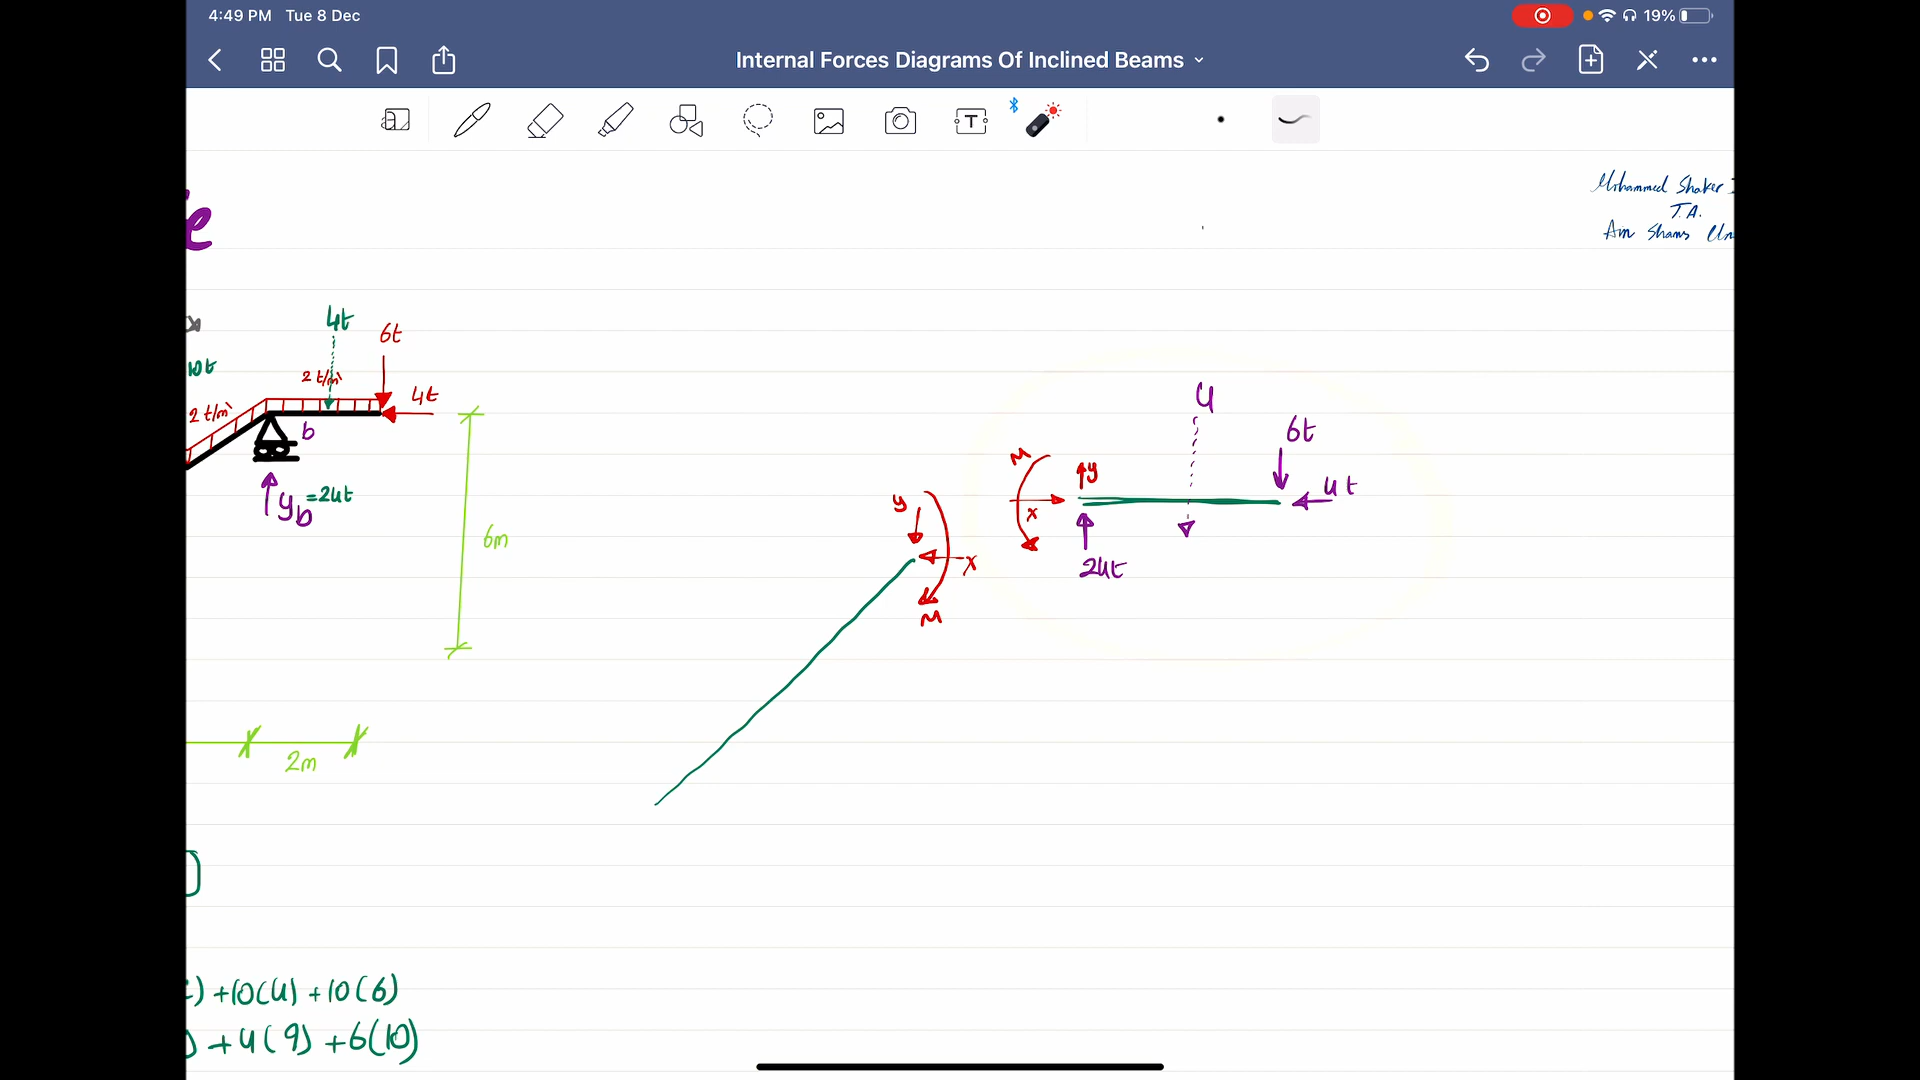 4:49 PM Tue 8 Dec
19%
Internal Forces Diagrams Of Inclined Beams
T
Mohammed Shaker
T.A.
Ain Shams Un
e
4t
6t
10t
2 t/m'
4t
2 t/m'
b
y_b = 24t
6m
2m
4
6t
M
y
4t
x
24t
y
x
M
) +10(4) +10(6)
) +4(9) +6(10)